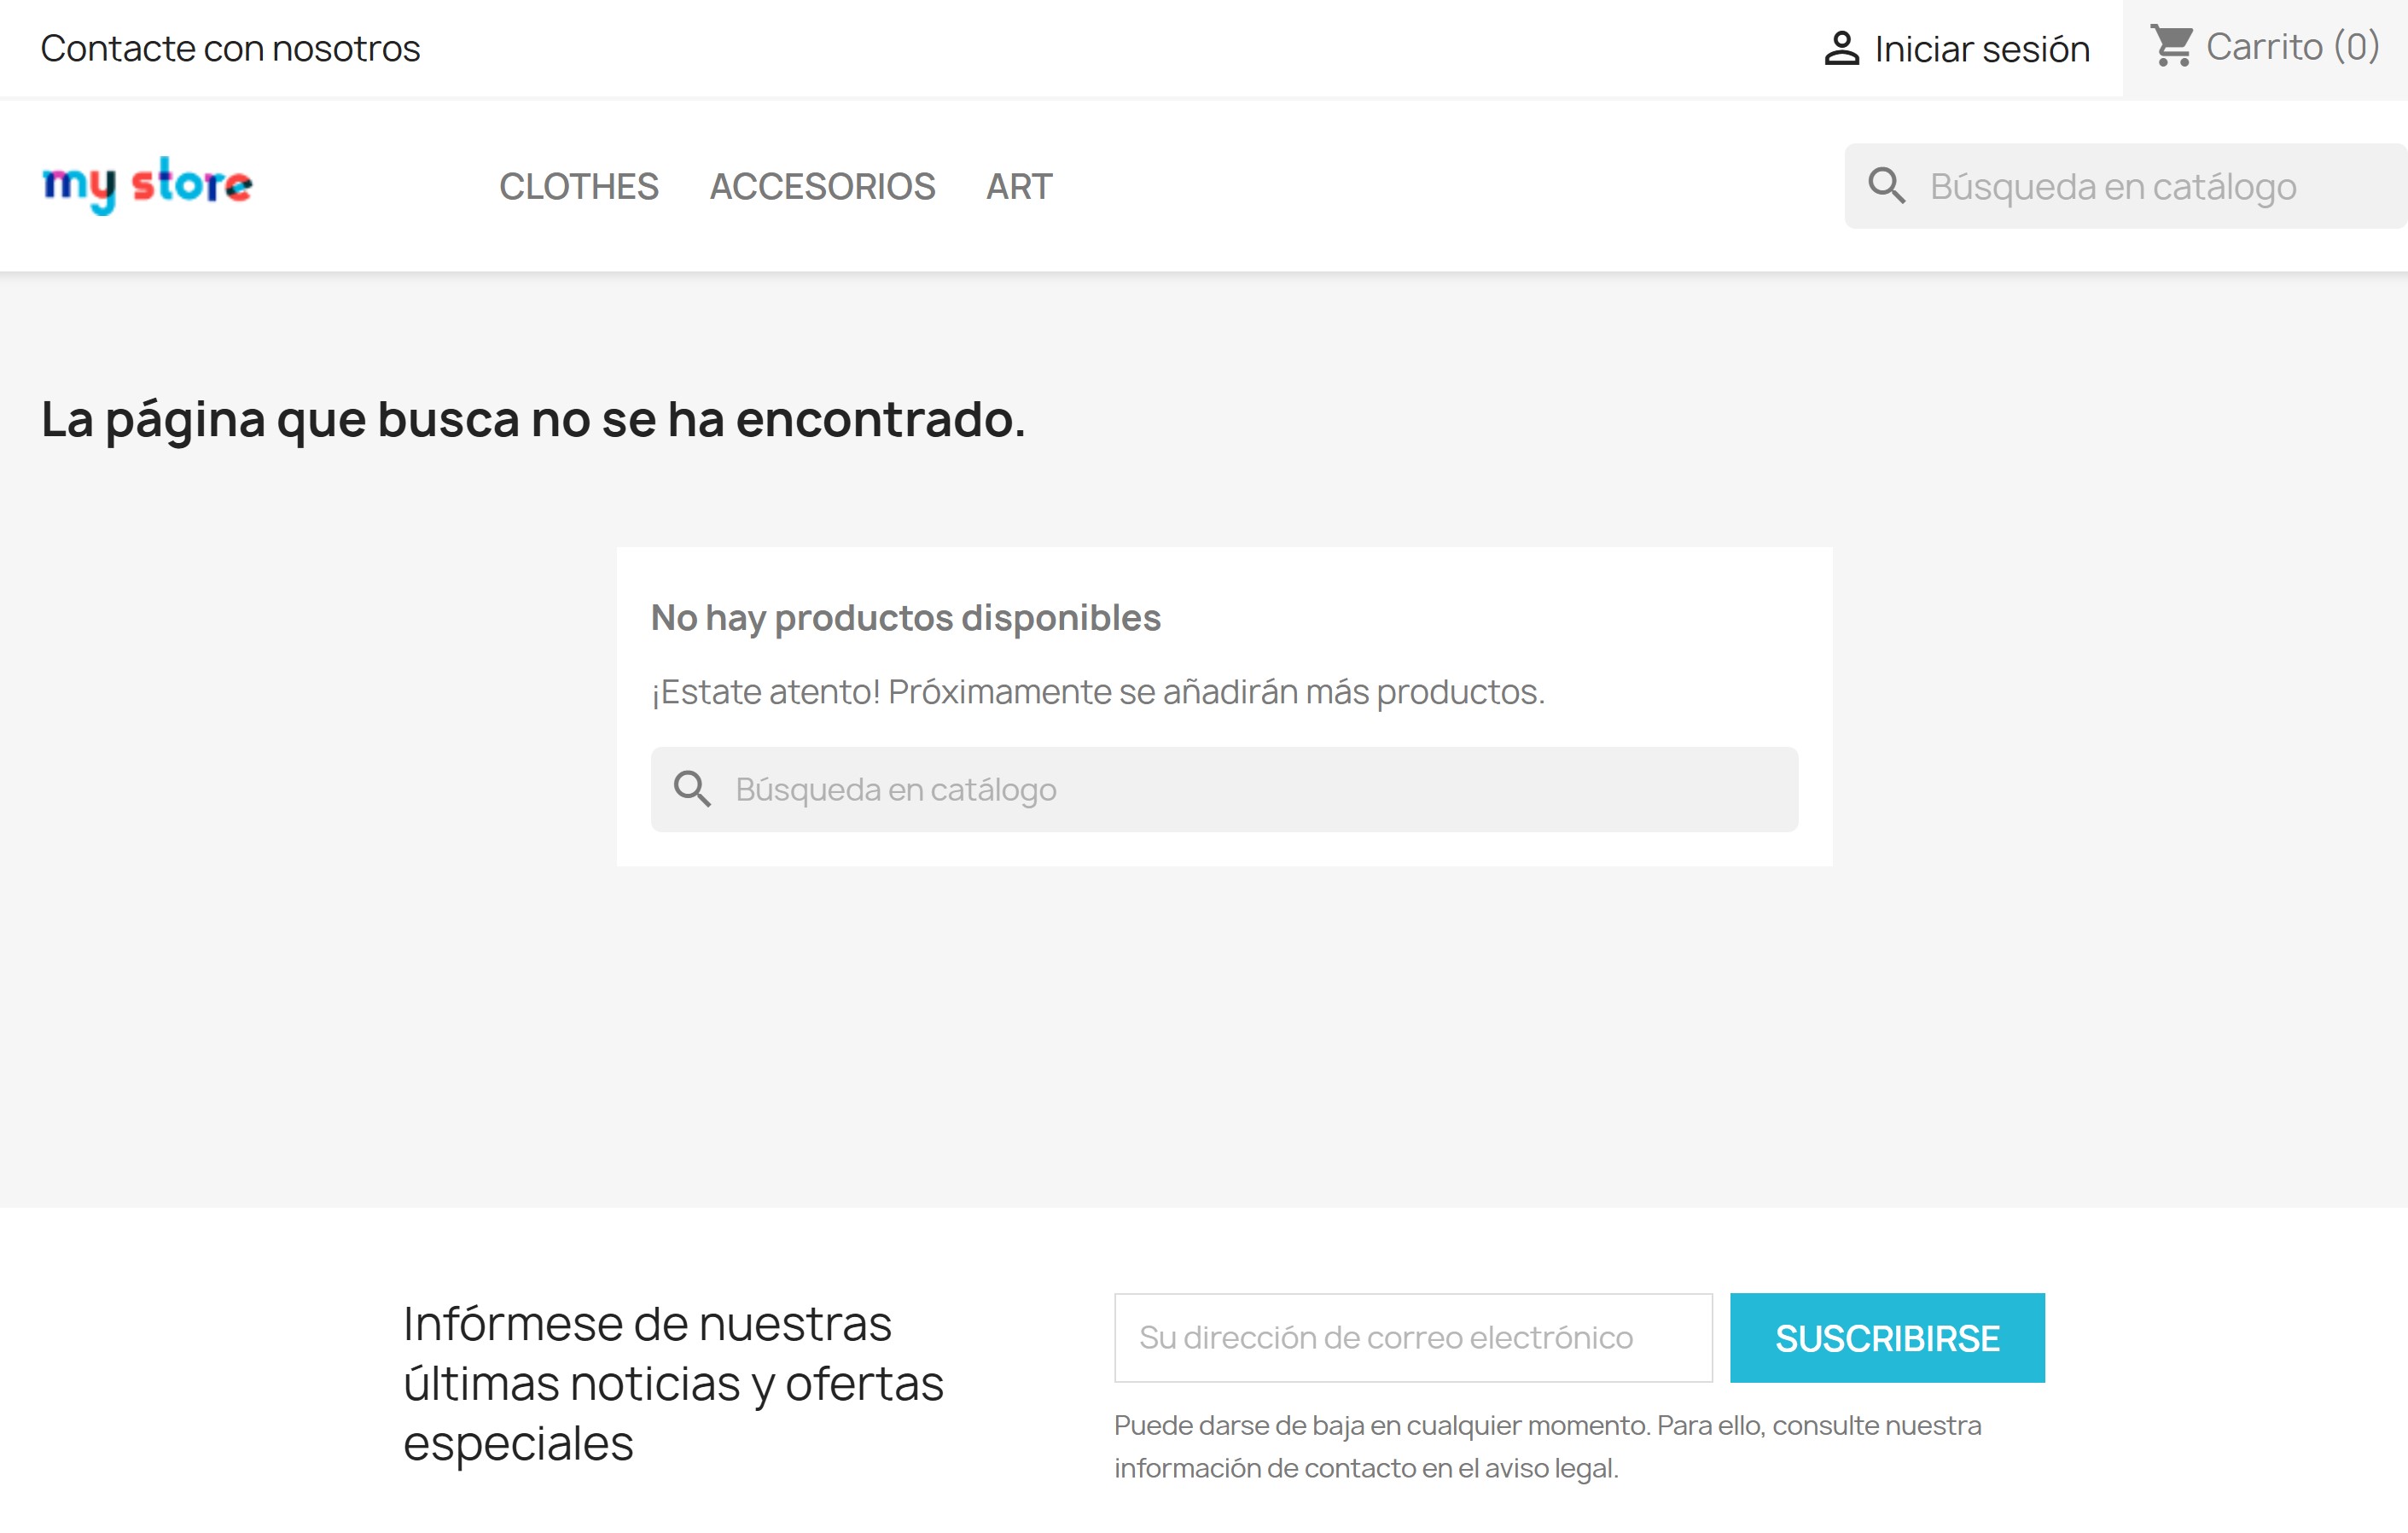 Contacte con nosotros
Iniciar sesión
Carrito (0)
my store
CLOTHES
ACCESORIOS
ART
Búsqueda en catálogo
La página que busca no se ha encontrado.
No hay productos disponibles
¡Estate atento! Próximamente se añadirán más productos.
Búsqueda en catálogo
Infórmese de nuestras
últimas noticias y ofertas
especiales
Su dirección de correo electrónico
SUSCRIBIRSE
Puede darse de baja en cualquier momento. Para ello, consulte nuestra
información de contacto en el aviso legal.